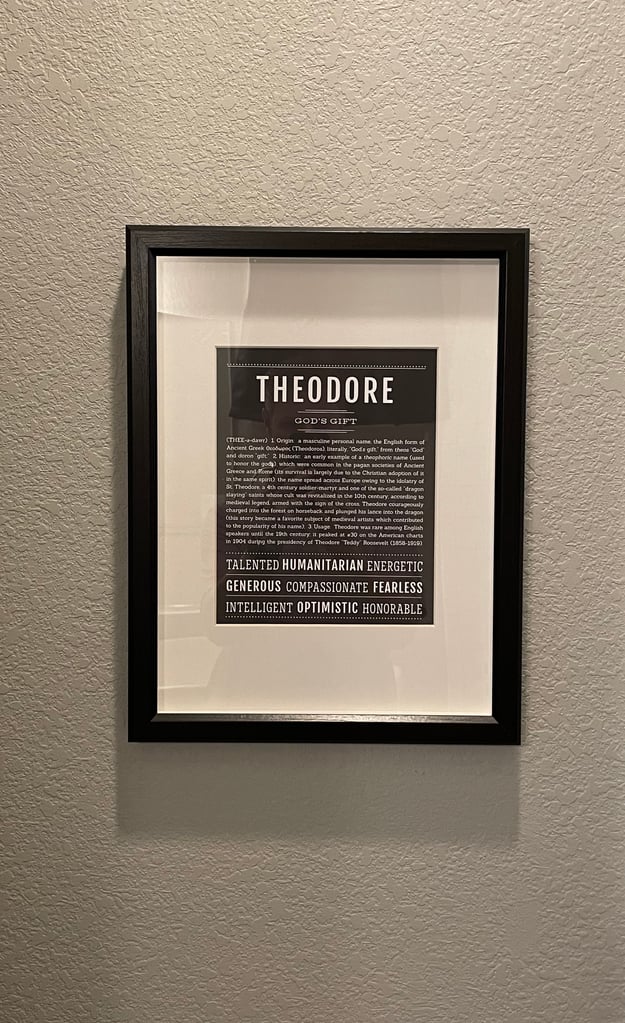 THEODORE
GOD'S GIFT
(THEE-ə-dawr) 1. Origin: a masculine personal name, the English form of
Ancient Greek Θεόδωρος (Theodoros); literally, "God's gift," from theos "God"
and doron "gift." 2. Historic: an early example of a theophoric name (used
to honor the gods), which were common in the pagan societies of Ancient
Greece and Rome (its survival is largely due to the Christian adoption of it
in the 4th century);
the name spread across Europe owing to the idolatry of
St. Theodore, a 4th century soldier-martyr and one of the so-called "dragon
slaying" saints whose cult was revitalized in the 10th century; according to
medieval legend, armed with the sign of the cross, Theodore courageously
charged into the forest on horseback and plunged his lance into the dragon
(this story became a favorite subject of medieval artists which contributed
to the popularity of his name). 3. Usage: Theodore was rare among English
speakers until the 19th century; it peaked at #30 on the American charts
in 1904 during the presidency of Theodore "Teddy" Roosevelt (1858-1919).
TALENTED HUMANITARIAN ENERGETIC
GENEROUS COMPASSIONATE FEARLESS
INTELLIGENT OPTIMISTIC HONORABLE